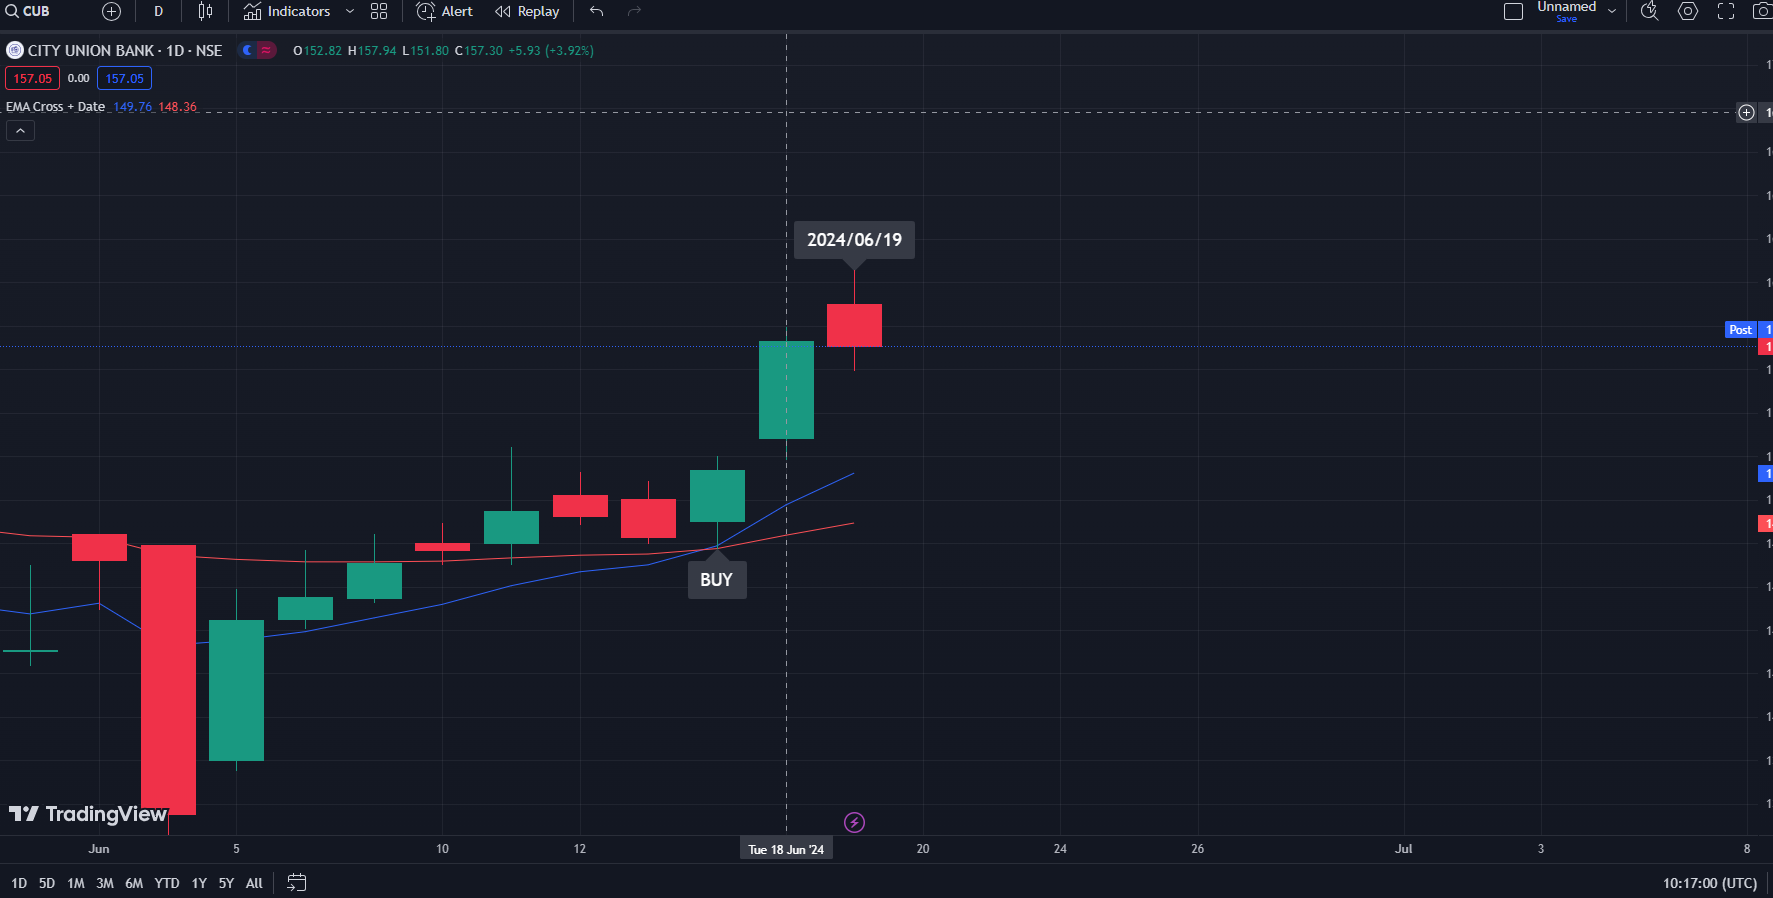 CUB
D
Indicators
Alert
Replay
Unnamed
Save
CITY UNION BANK · 1D · NSE
O152.82 H157.94 L151.80 C157.30 +5.93 (+3.92%)
157.05 0.00 157.05
EMA Cross + Date 149.76 148.36
2024/06/19
Post
BUY
TradingView
Jun 5 10 12 Tue 18 Jun '24 20 24 26 Jul 3 8
1D 5D 1M 3M 6M YTD 1Y 5Y All
10:17:00 (UTC)